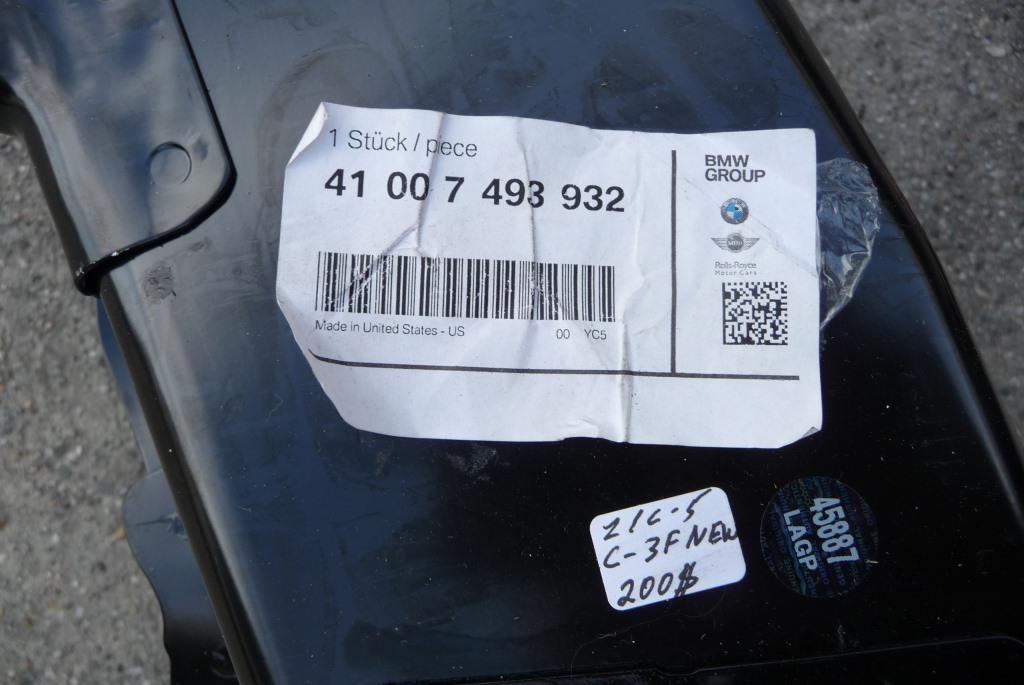 1 Stück / piece
41 00 7 493 932
Made in United States - US 00 YC5
BMW
GROUP
MINI
Rolls-Royce
Motor Cars
21C-5
C-3F NEW
200$
45887
LAGP